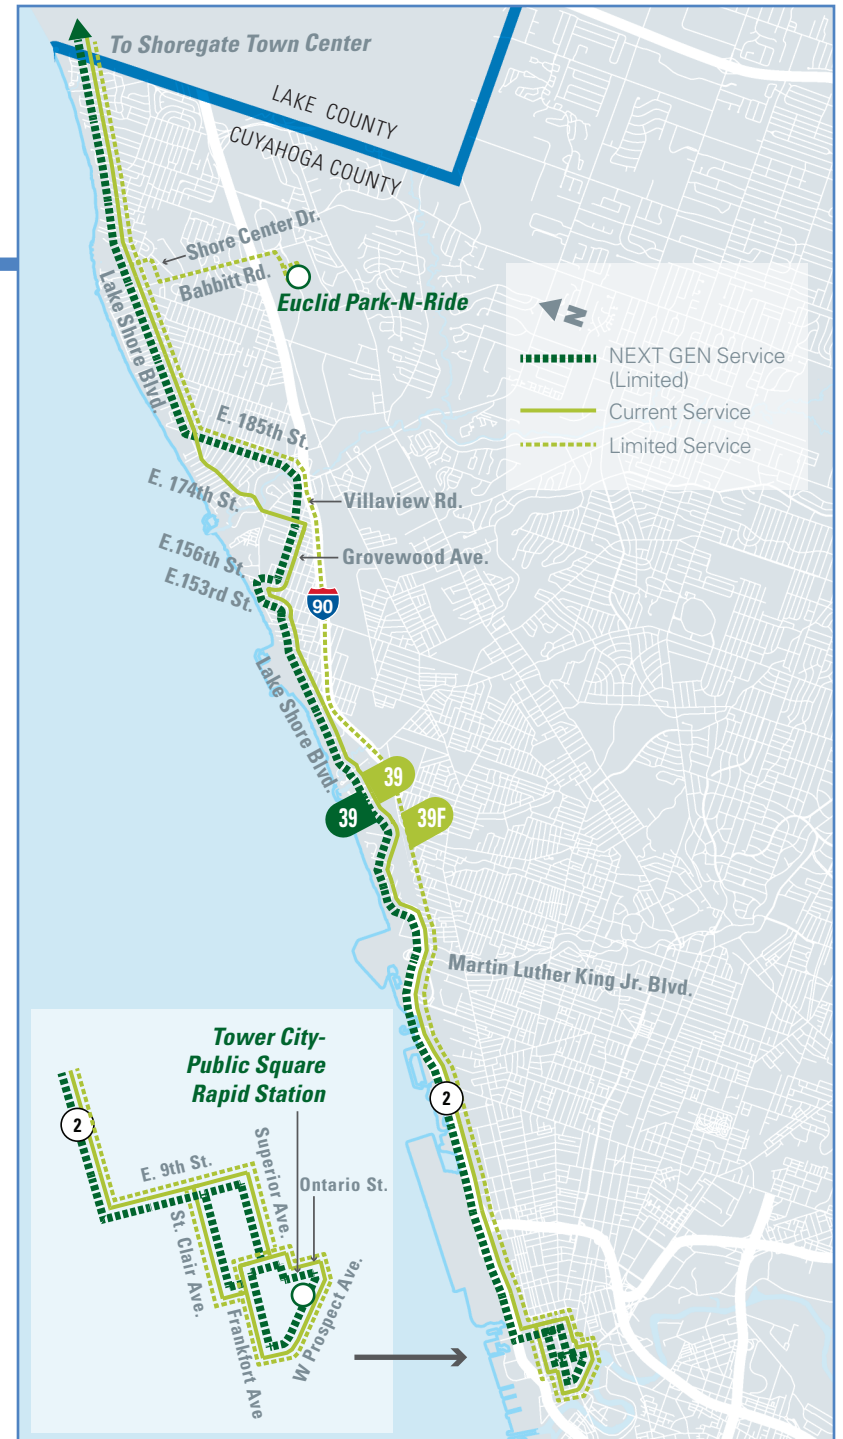 To Shoregate Town Center
LAKE COUNTY
CUYAHOGA COUNTY
Shore Center Dr.
Babbitt Rd.
Euclid Park-N-Ride
Lake Shore Blvd.
N
NEXT GEN Service
(Limited)
Current Service
Limited Service
E. 185th St.
E. 174th St.
Villaview Rd.
E.156th St.
Grovewood Ave.
E.153rd St.
90
Lake Shore Blvd.
39
39
39F
Martin Luther King Jr. Blvd.
2
Tower City-
Public Square
Rapid Station
2
E. 9th St.
Superior Ave.
Ontario St.
St. Clair Ave.
Frankfort Ave
W Prospect Ave.